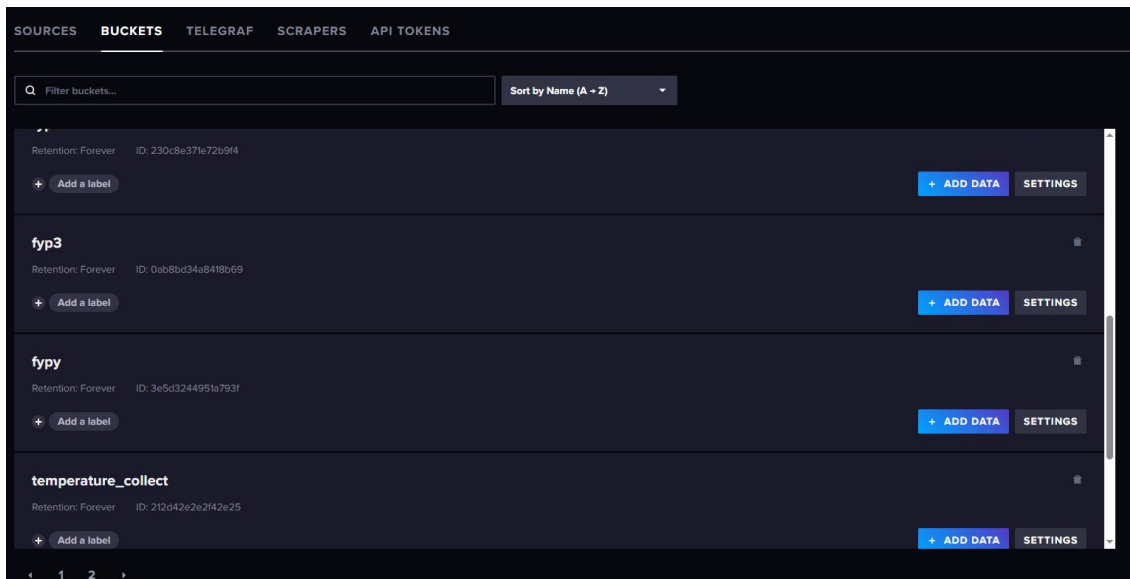 SOURCES BUCKETS TELEGRAF SCRAPERS API TOKENS
Filter buckets... Sort by Name (A → Z)
Retention: Forever ID: 230c8e371e72b9f4
+ Add a label + ADD DATA SETTINGS
fyp3
Retention: Forever ID: 0ab8bd34a8418b69
+ Add a label + ADD DATA SETTINGS
fypy
Retention: Forever ID: 3e5d3244951a793f
+ Add a label + ADD DATA SETTINGS
temperature_collect
Retention: Forever ID: 212d42e2e2f42e25
+ Add a label + ADD DATA SETTINGS
1 2